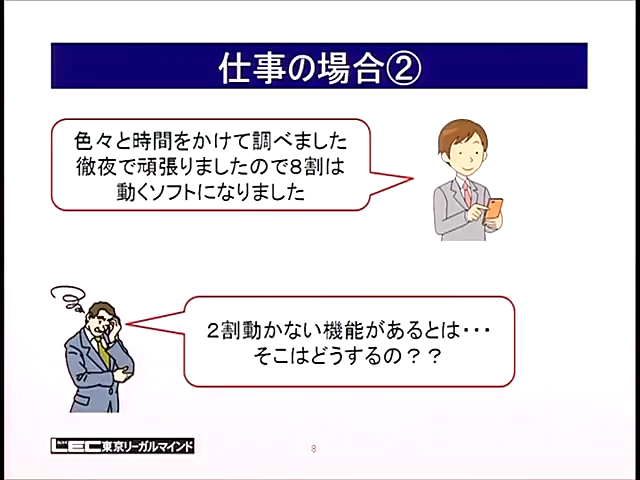 仕事の場合②
色々と時間をかけて調べました
徹夜で頑張りましたので８割は
動くソフトになりました
２割動かない機能があるとは・・・
そこはどうするの？？
LEC東京リーガルマインド
8